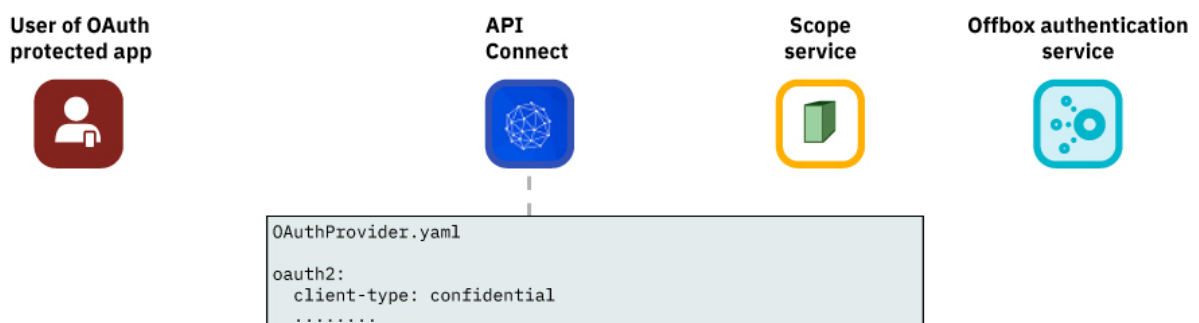 User of OAuth
protected app
API
Connect
Scope
service
Offbox authentication
service
OAuthProvider.yaml
oauth2:
client-type: confidential
........